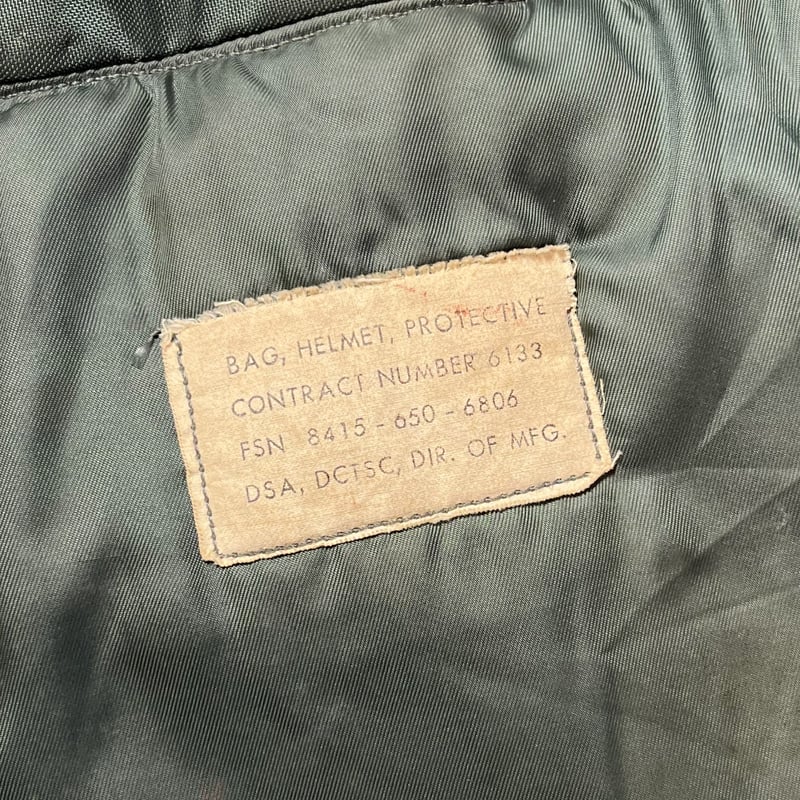 BAG, HELMET, PROTECTIVE
CONTRACT NUMBER 6133
FSN 8415 - 650 - 6806
DSA, DCTSC, DIR. OF MFG.